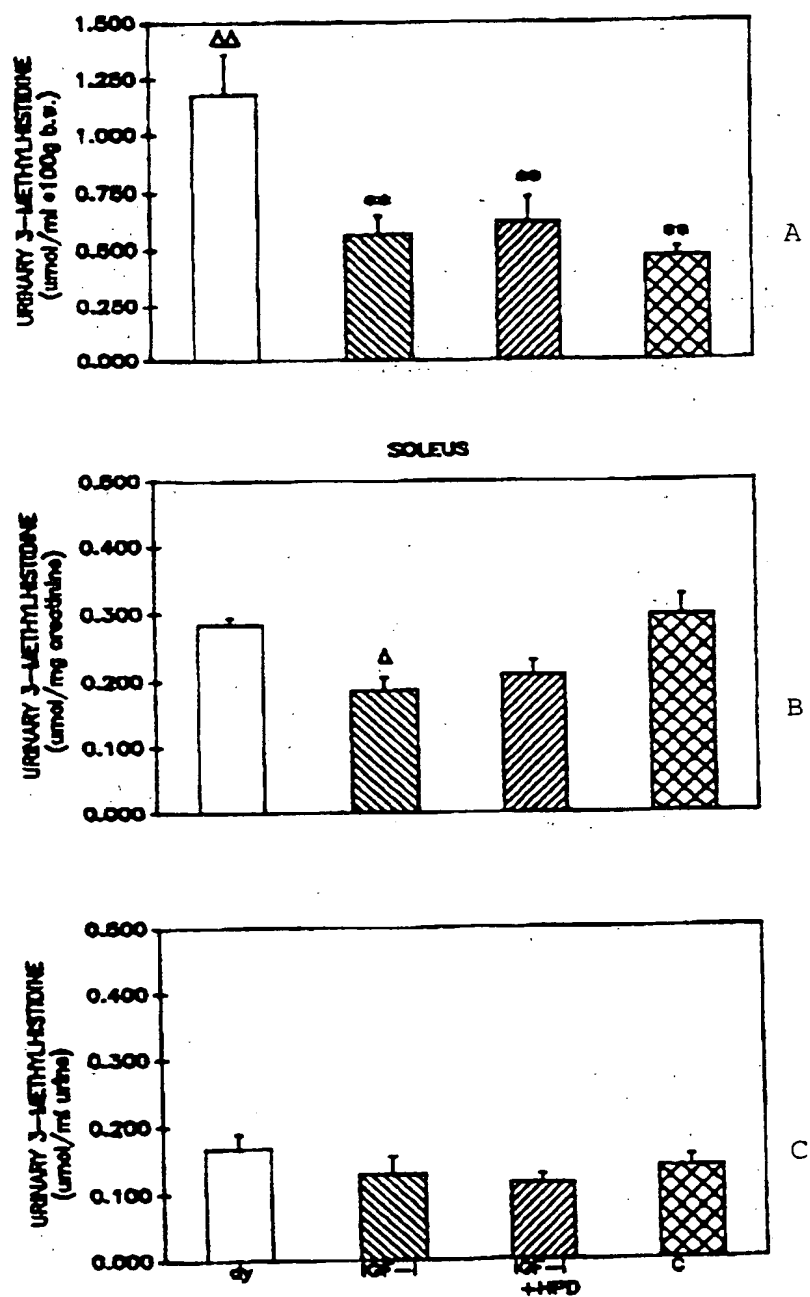 URINARY 3-METHYLHISTIDINE
(umol/ml •100g b.w.)
1.500
1.250
1.000
0.750
0.500
0.250
0.000
ΔΔ
**
**
**
A
SOLEUS
URINARY 3-METHYLHISTIDINE
(umol/mg creatinine)
0.500
0.400
0.300
0.200
0.100
0.000
Δ
B
URINARY 3-METHYLHISTIDINE
(umol/ml urine)
0.500
0.400
0.300
0.200
0.100
0.000
C
dy
IGF-I
IGF-I
C
+HPD